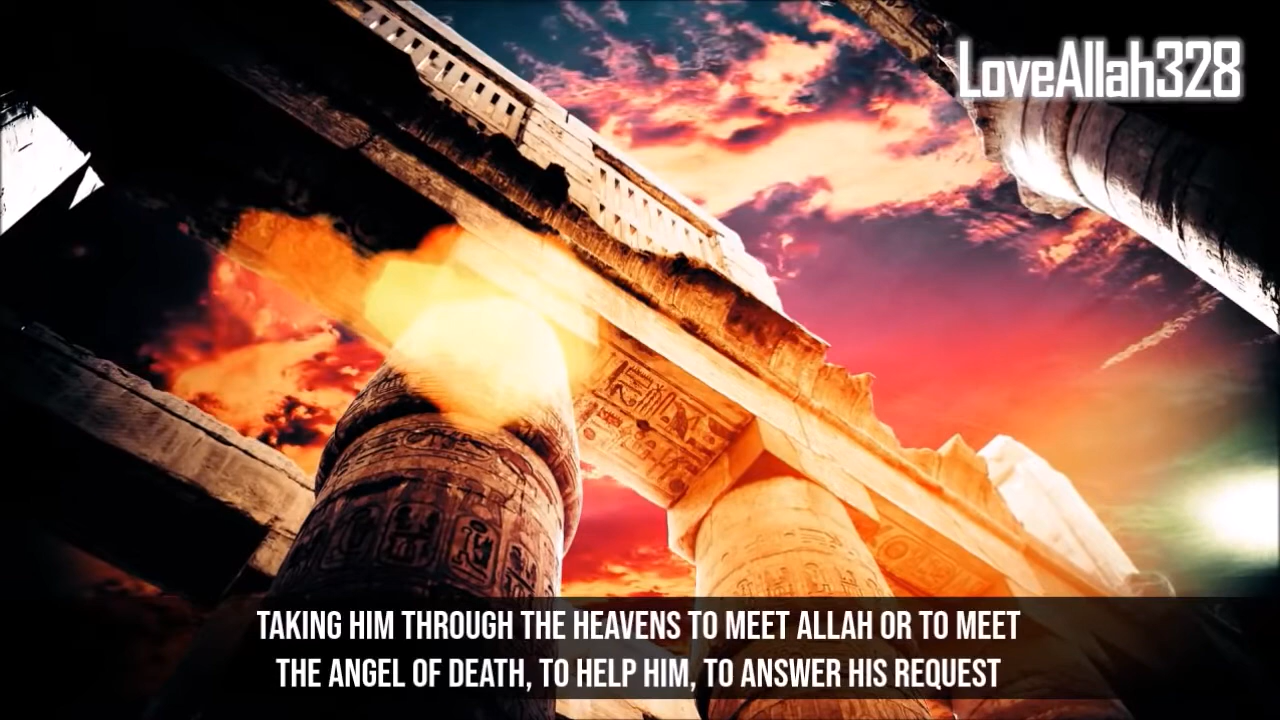 LoveAllah328
TAKING HIM THROUGH THE HEAVENS TO MEET ALLAH OR TO MEET
THE ANGEL OF DEATH, TO HELP HIM, TO ANSWER HIS REQUEST